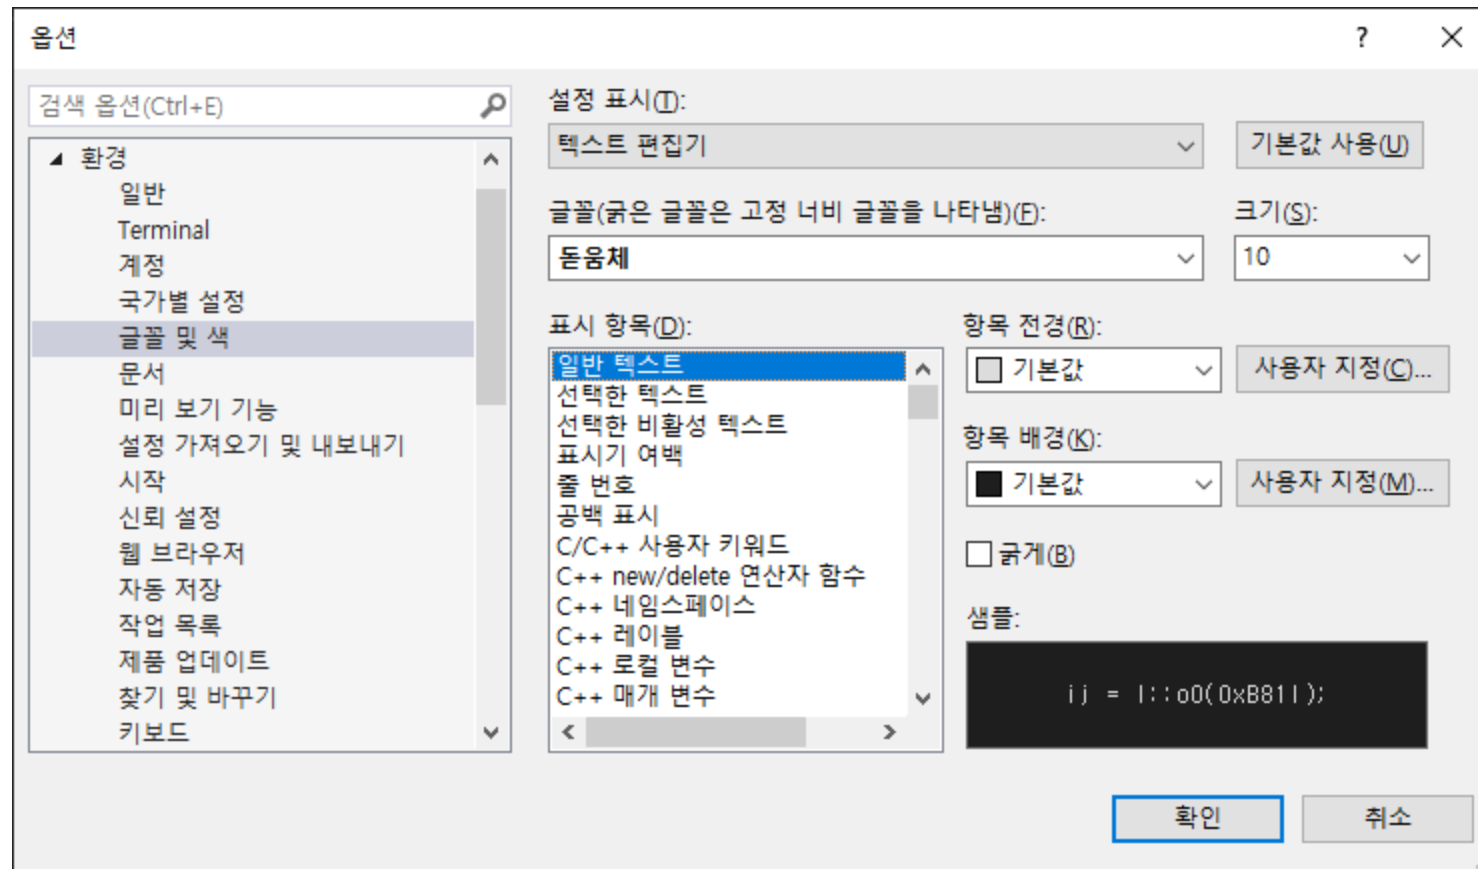 옵션
?
검색 옵션(Ctrl+E)
환경
일반
Terminal
계정
국가별 설정
글꼴 및 색
문서
미리 보기 기능
설정 가져오기 및 내보내기
시작
신뢰 설정
웹 브라우저
자동 저장
작업 목록
제품 업데이트
찾기 및 바꾸기
키보드
설정 표시(T):
텍스트 편집기
기본값 사용(U)
글꼴(굵은 글꼴은 고정 너비 글꼴을 나타냄)(F):
크기(S):
돋움체
10
표시 항목(D):
일반 텍스트
선택한 텍스트
선택한 비활성 텍스트
표시기 여백
줄 번호
공백 표시
C/C++ 사용자 키워드
C++ new/delete 연산자 함수
C++ 네임스페이스
C++ 레이블
C++ 로컬 변수
C++ 매개 변수
항목 전경(R):
기본값
사용자 지정(C)...
항목 배경(K):
기본값
사용자 지정(M)...
굵게(B)
샘플:
ij = I::oO(0xB81l);
확인
취소